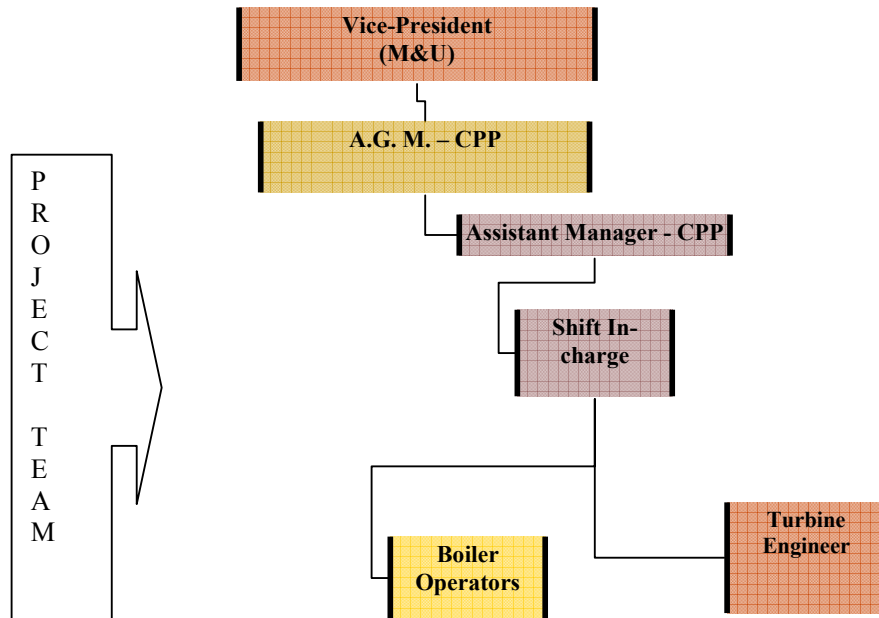 Vice-President
(M&U)
A.G. M. – CPP
Assistant Manager - CPP
Shift In-
charge
Boiler
Operators
Turbine
Engineer
P
R
O
J
E
C
T
T
E
A
M